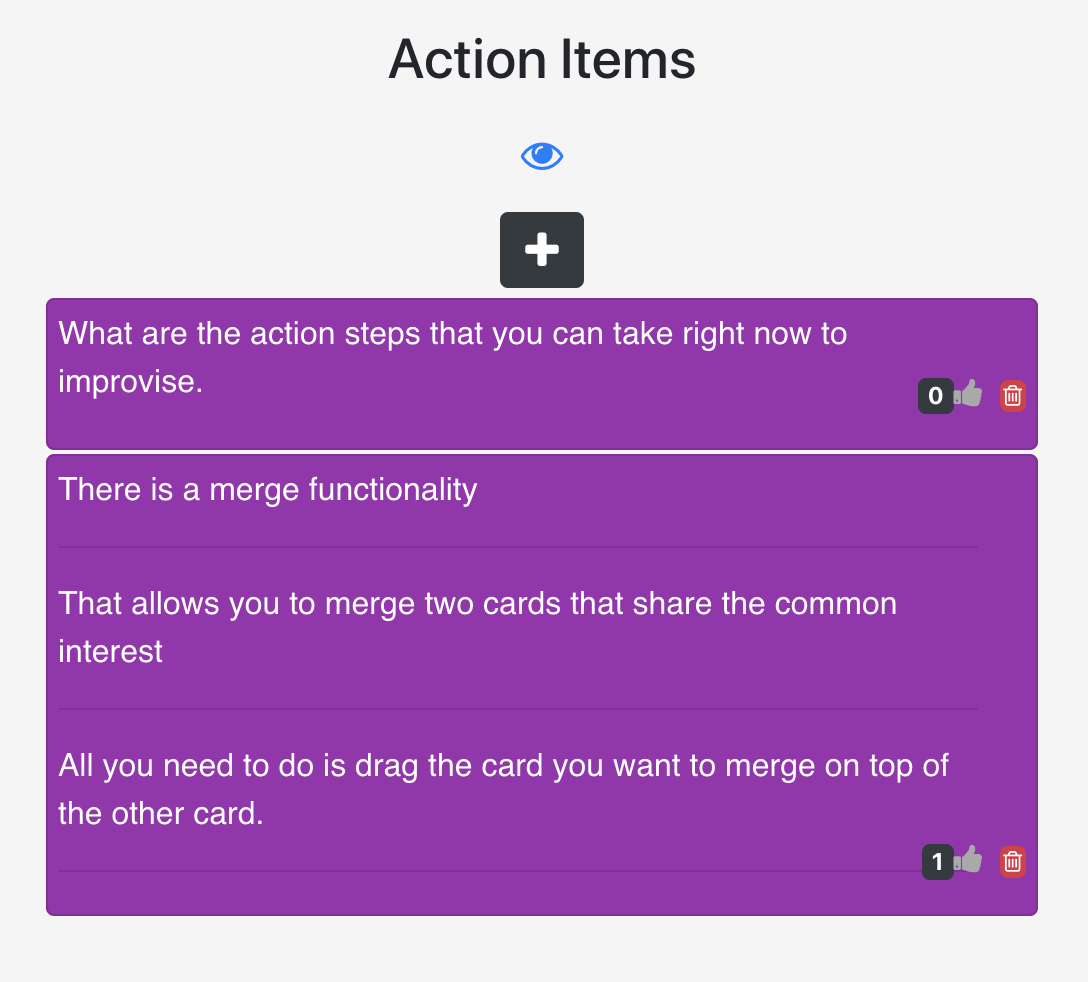 Action Items
What are the action steps that you can take right now to
improvise.
0
There is a merge functionality
That allows you to merge two cards that share the common
interest
All you need to do is drag the card you want to merge on top of
the other card.
1